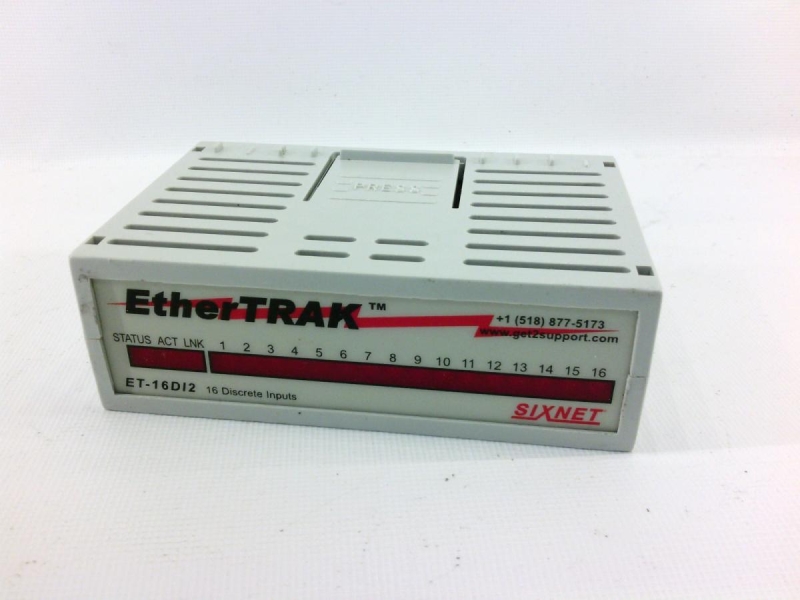 PRESS
EtherTRAK™
+1 (518) 877-5173
www.get2support.com
STATUS ACT LNK 1 2 3 4 5 6 7 8 9 10 11 12 13 14 15 16
ET-16DI2 16 Discrete Inputs
SIXNET